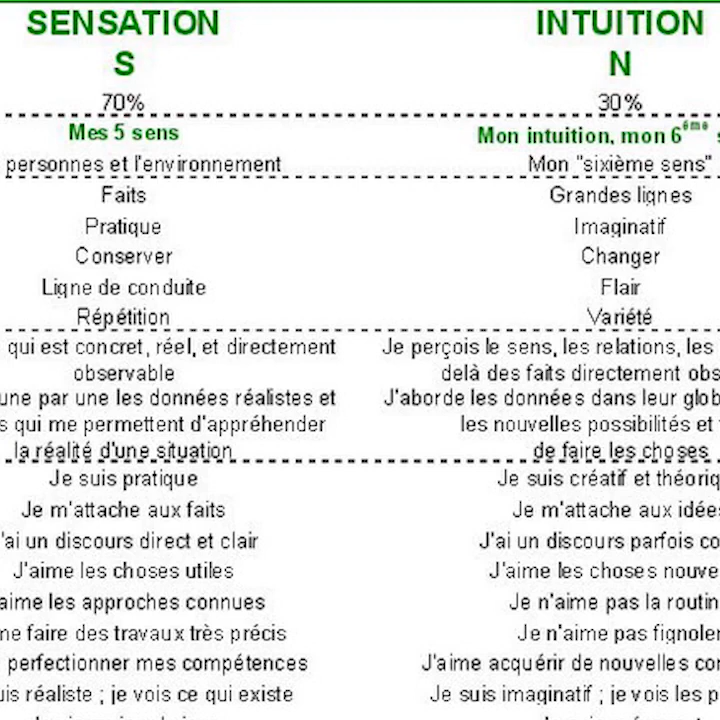 SENSATION INTUITION
S N
70% 30%
Mes 5 sens Mon intuition, mon 6ème s
personnes et l'environnement Mon "sixième sens"
Faits Grandes lignes
Pratique Imaginatif
Conserver Changer
Ligne de conduite Flair
Répétition Variété
qui est concret, réel, et directement Je perçois le sens, les relations, les
observable delà des faits directement obs
une par une les données réalistes et J'aborde les données dans leur glob
s qui me permettent d'appréhender les nouvelles possibilités et
la réalité d'une situation de faire les choses
Je suis pratique Je suis créatif et théoriq
Je m'attache aux faits Je m'attache aux idées
'ai un discours direct et clair J'ai un discours parfois co
J'aime les choses utiles J'aime les choses nouve
aime les approches connues Je n'aime pas la routin
me faire des travaux très précis Je n'aime pas fignoler
perfectionner mes compétences J'aime acquérir de nouvelles co
uis réaliste ; je vois ce qui existe Je suis imaginatif ; je vois les p